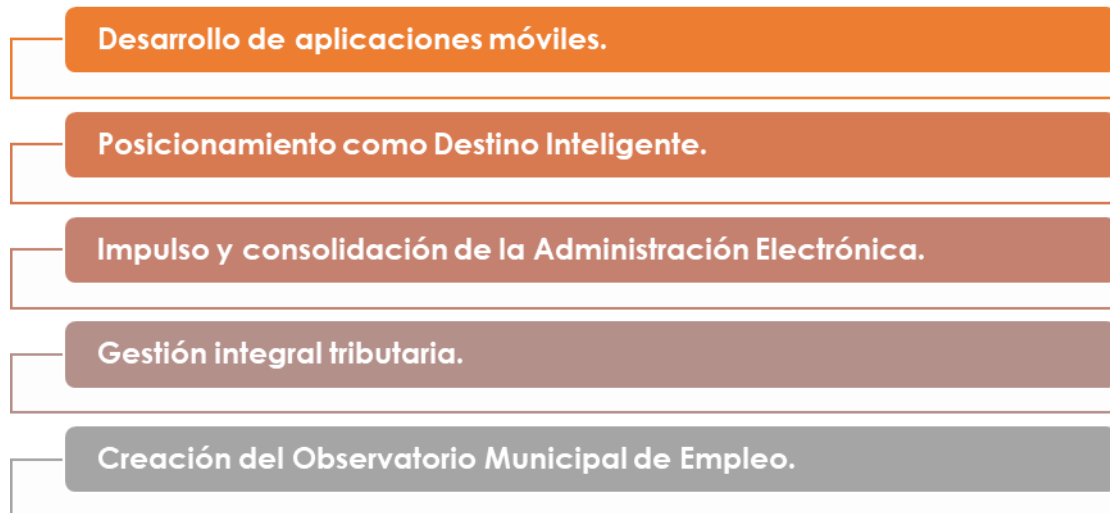 Desarrollo de aplicaciones móviles.
Posicionamiento como Destino Inteligente.
Impulso y consolidación de la Administración Electrónica.
Gestión integral tributaria.
Creación del Observatorio Municipal de Empleo.